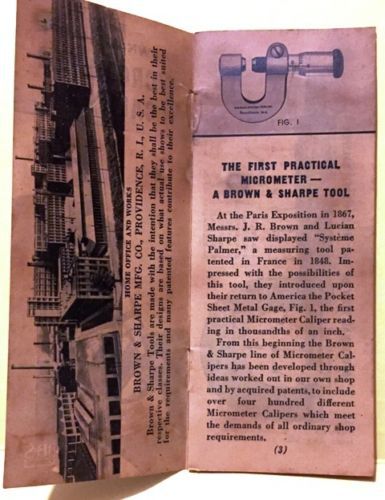 HOME OFFICE AND WORKS
BROWN & SHARPE MFG. CO., PROVIDENCE, R. I., U. S. A.
Brown & Sharpe Tools are made with the intention that they shall be the best in their
respective classes. Their designs are based on what actual use shows to be best suited
for the requirements and many patented features contribute to their excellence.
FIG. 1
THE FIRST PRACTICAL
MICROMETER —
A BROWN & SHARPE TOOL
At the Paris Exposition in 1867,
Messrs. J. R. Brown and Lucian
Sharpe saw displayed "Système
Palmer," a measuring tool pa-
tented in France in 1848. Im-
pressed with the possibilities of
this tool, they introduced upon
their return to America the Pocket
Sheet Metal Gage, Fig. 1, the first
practical Micrometer Caliper read-
ing in thousandths of an inch.
From this beginning the Brown
& Sharpe line of Micrometer Cal-
ipers has been developed through
ideas worked out in our own shop
and by acquired patents, to include
over four hundred different
Micrometer Calipers which meet
the demands of all ordinary shop
requirements.
(3)